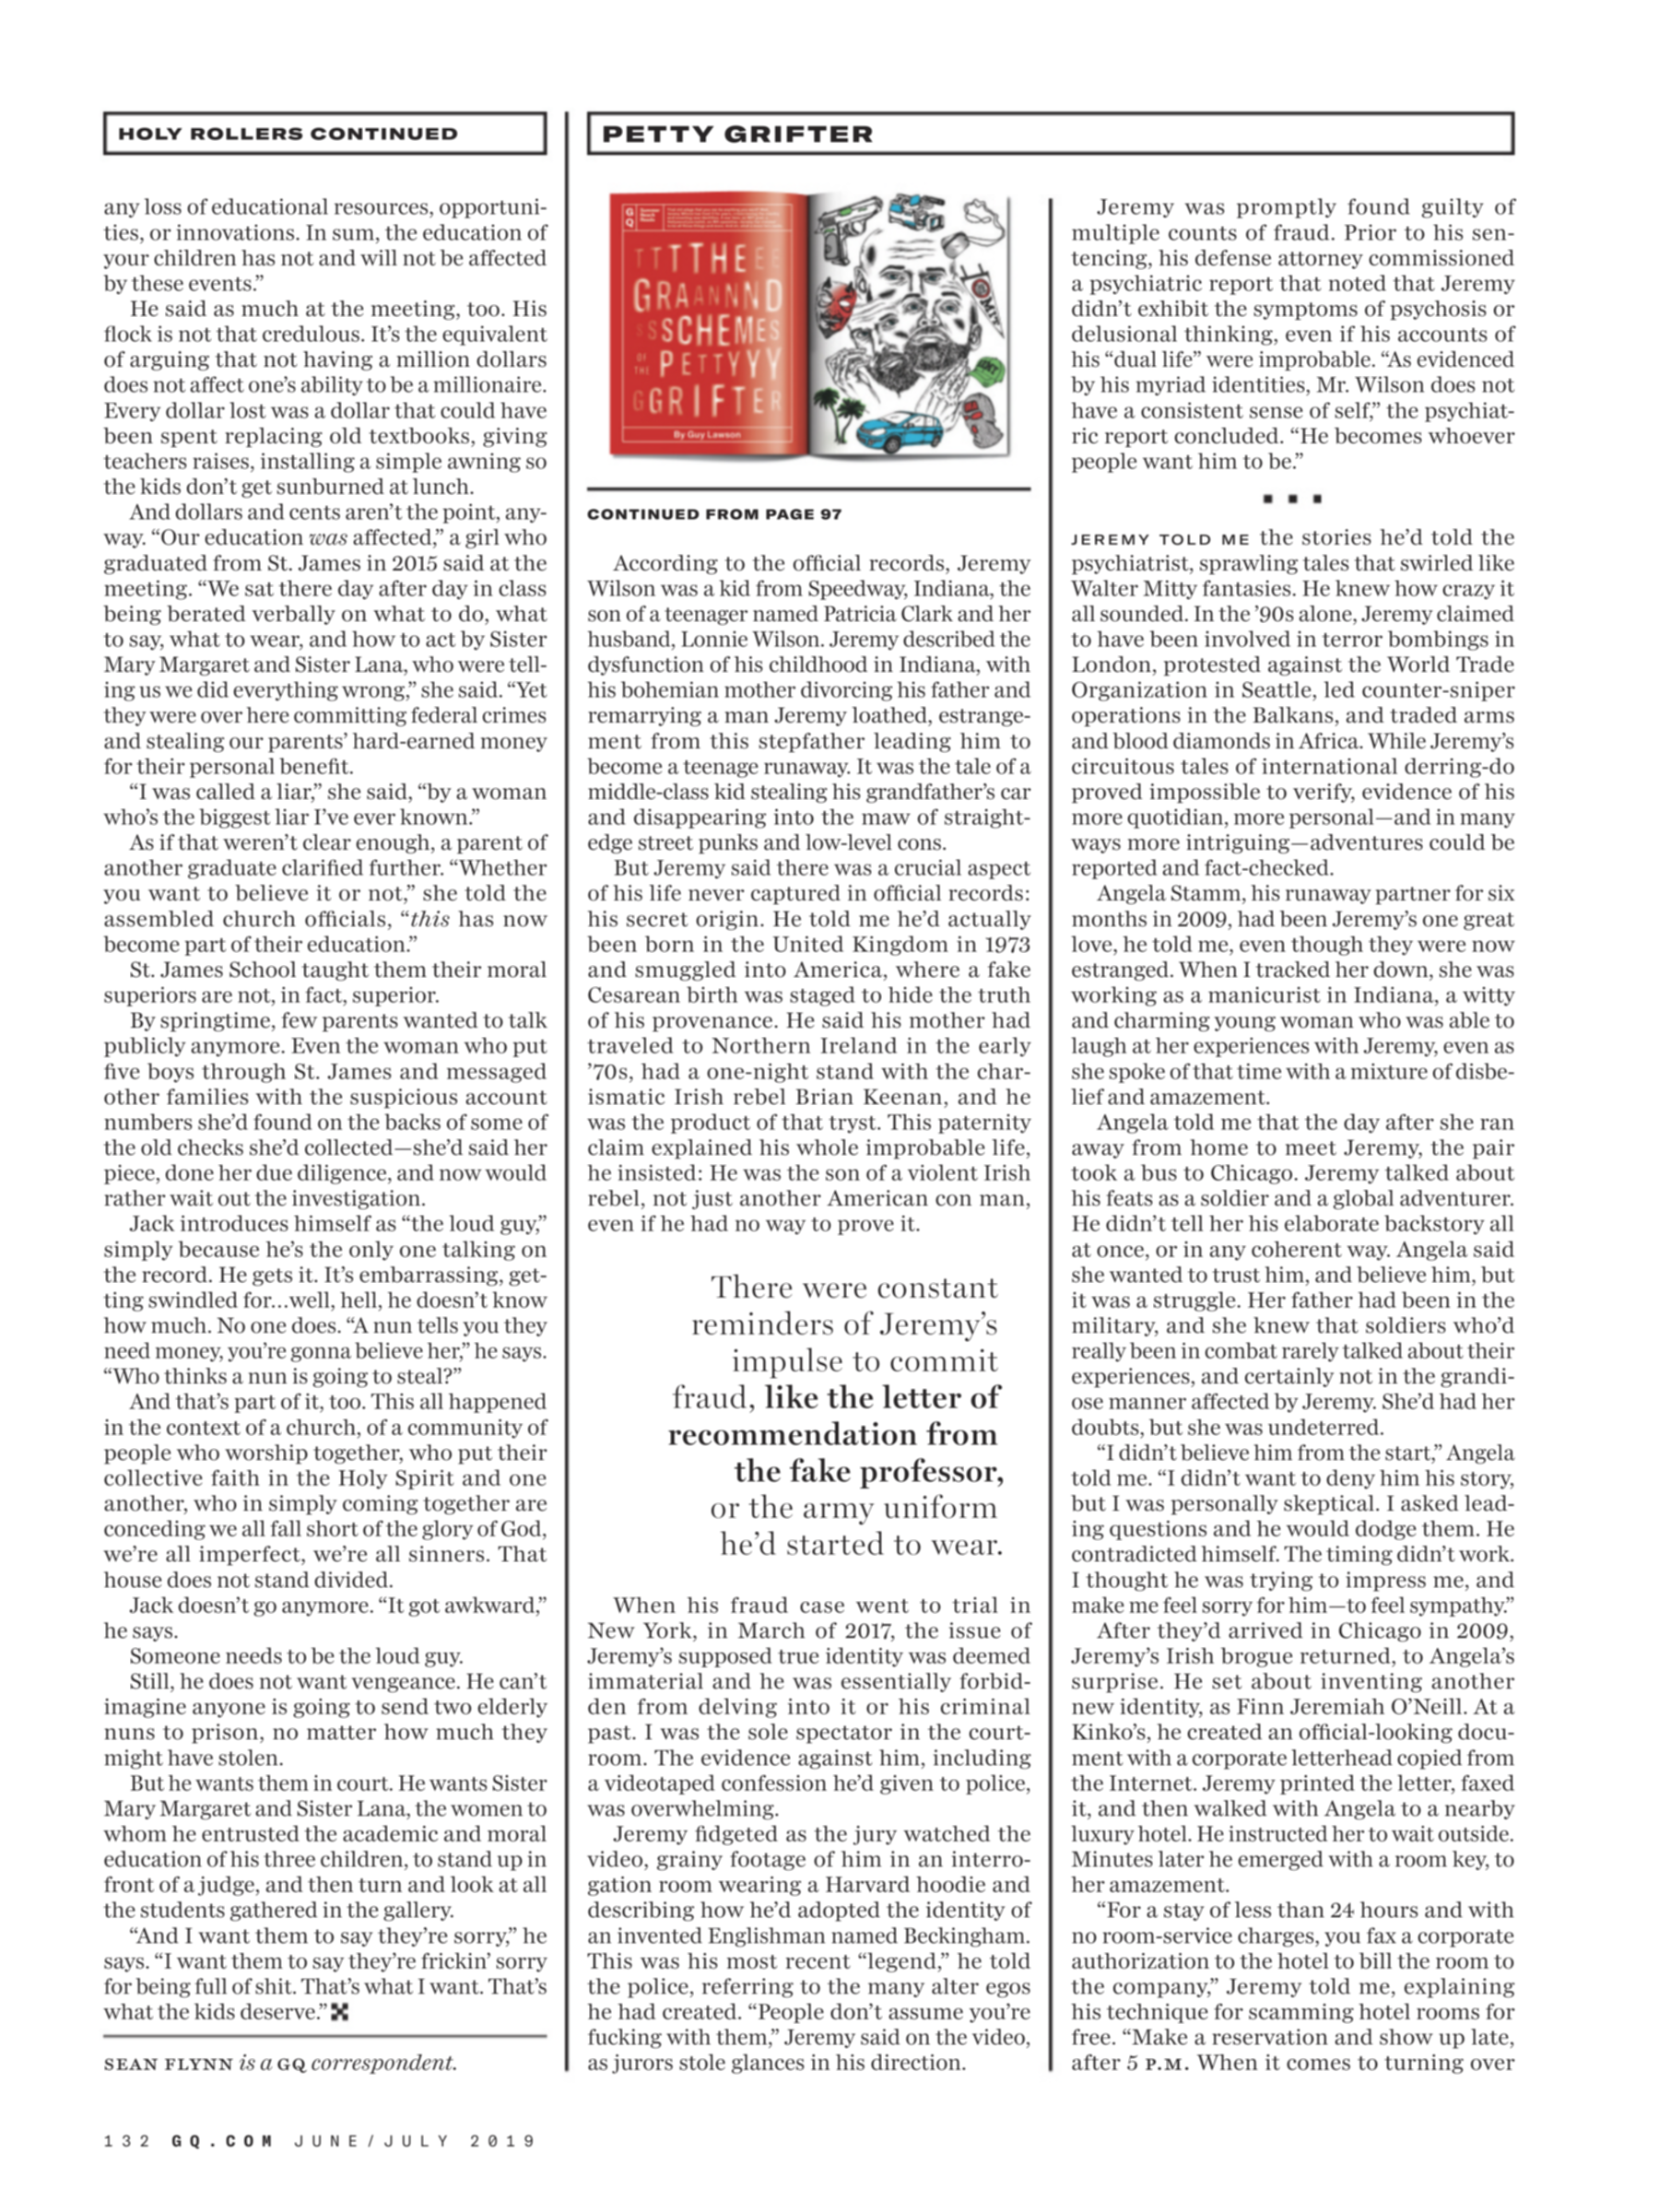 HOLY ROLLERS CONTINUED
any loss of educational resources, opportuni-
ties, or innovations. In sum, the education of
your children has not and will not be affected
by these events.”
He said as much at the meeting, too. His
flock is not that credulous. It’s the equivalent
of arguing that not having a million dollars
does not affect one’s ability to be a millionaire.
Every dollar lost was a dollar that could have
been spent replacing old textbooks, giving
teachers raises, installing a simple awning so
the kids don’t get sunburned at lunch.
And dollars and cents aren’t the point, any-
way. “Our education was affected,” a girl who
graduated from St. James in 2015 said at the
meeting. “We sat there day after day in class
being berated verbally on what to do, what
to say, what to wear, and how to act by Sister
Mary Margaret and Sister Lana, who were tell-
ing us we did everything wrong,” she said. “Yet
they were over here committing federal crimes
and stealing our parents’ hard-earned money
for their personal benefit.
“I was called a liar,” she said, “by a woman
who’s the biggest liar I’ve ever known.”
As if that weren’t clear enough, a parent of
another graduate clarified further. “Whether
you want to believe it or not,” she told the
assembled church officials, “this has now
become part of their education.”
St. James School taught them their moral
superiors are not, in fact, superior.
By springtime, few parents wanted to talk
publicly anymore. Even the woman who put
five boys through St. James and messaged
other families with the suspicious account
numbers she’d found on the backs of some of
the old checks she’d collected—she’d said her
piece, done her due diligence, and now would
rather wait out the investigation.
Jack introduces himself as “the loud guy,”
simply because he’s the only one talking on
the record. He gets it. It’s embarrassing, get-
ting swindled for...well, hell, he doesn’t know
how much. No one does. “A nun tells you they
need money, you’re gonna believe her,” he says.
“Who thinks a nun is going to steal?”
And that’s part of it, too. This all happened
in the context of a church, of a community of
people who worship together, who put their
collective faith in the Holy Spirit and one
another, who in simply coming together are
conceding we all fall short of the glory of God,
we’re all imperfect, we’re all sinners. That
house does not stand divided.
Jack doesn’t go anymore. “It got awkward,”
he says.
Someone needs to be the loud guy.
Still, he does not want vengeance. He can’t
imagine anyone is going to send two elderly
nuns to prison, no matter how much they
might have stolen.
But he wants them in court. He wants Sister
Mary Margaret and Sister Lana, the women to
whom he entrusted the academic and moral
education of his three children, to stand up in
front of a judge, and then turn and look at all
the students gathered in the gallery.
“And I want them to say they’re sorry,” he
says. “I want them to say they’re frickin’ sorry
for being full of shit. That’s what I want. That’s
what the kids deserve.”
SEAN FLYNN is a GQ correspondent.
PETTY GRIFTER
G
Q
TTTTHEEE
GRAANNND
SSSSCHEMES
OF
THE PETTYYY
GGRIFTER
By Guy Lawson
CONTINUED FROM PAGE 97
According to the official records, Jeremy
Wilson was a kid from Speedway, Indiana, the
son of a teenager named Patricia Clark and her
husband, Lonnie Wilson. Jeremy described the
dysfunction of his childhood in Indiana, with
his bohemian mother divorcing his father and
remarrying a man Jeremy loathed, estrange-
ment from this stepfather leading him to
become a teenage runaway. It was the tale of a
middle-class kid stealing his grandfather’s car
and disappearing into the maw of straight-
edge street punks and low-level cons.
But Jeremy said there was a crucial aspect
of his life never captured in official records:
his secret origin. He told me he’d actually
been born in the United Kingdom in 1973
and smuggled into America, where a fake
Cesarean birth was staged to hide the truth
of his provenance. He said his mother had
traveled to Northern Ireland in the early
’70s, had a one-night stand with the char-
ismatic Irish rebel Brian Keenan, and he
was the product of that tryst. This paternity
claim explained his whole improbable life,
he insisted: He was the son of a violent Irish
rebel, not just another American con man,
even if he had no way to prove it.
There were constant
reminders of Jeremy’s
impulse to commit
fraud, like the letter of
recommendation from
the fake professor,
or the army uniform
he’d started to wear.
When his fraud case went to trial in
New York, in March of 2017, the issue of
Jeremy’s supposed true identity was deemed
immaterial and he was essentially forbid-
den from delving into it or his criminal
past. I was the sole spectator in the court-
room. The evidence against him, including
a videotaped confession he’d given to police,
was overwhelming.
Jeremy fidgeted as the jury watched the
video, grainy footage of him in an interro-
gation room wearing a Harvard hoodie and
describing how he’d adopted the identity of
an invented Englishman named Beckingham.
This was his most recent “legend,” he told
the police, referring to the many alter egos
he had created. “People don’t assume you’re
fucking with them,” Jeremy said on the video,
as jurors stole glances in his direction.
Jeremy was promptly found guilty of
multiple counts of fraud. Prior to his sen-
tencing, his defense attorney commissioned
a psychiatric report that noted that Jeremy
didn’t exhibit the symptoms of psychosis or
delusional thinking, even if his accounts of
his “dual life” were improbable. “As evidenced
by his myriad identities, Mr. Wilson does not
have a consistent sense of self,” the psychiat-
ric report concluded. “He becomes whoever
people want him to be.”
JEREMY TOLD ME the stories he’d told the
psychiatrist, sprawling tales that swirled like
Walter Mitty fantasies. He knew how crazy it
all sounded. In the ’90s alone, Jeremy claimed
to have been involved in terror bombings in
London, protested against the World Trade
Organization in Seattle, led counter-sniper
operations in the Balkans, and traded arms
and blood diamonds in Africa. While Jeremy’s
circuitous tales of international derring-do
proved impossible to verify, evidence of his
more quotidian, more personal—and in many
ways more intriguing—adventures could be
reported and fact-checked.
Angela Stamm, his runaway partner for six
months in 2009, had been Jeremy’s one great
love, he told me, even though they were now
estranged. When I tracked her down, she was
working as a manicurist in Indiana, a witty
and charming young woman who was able to
laugh at her experiences with Jeremy, even as
she spoke of that time with a mixture of disbe-
lief and amazement.
Angela told me that the day after she ran
away from home to meet Jeremy, the pair
took a bus to Chicago. Jeremy talked about
his feats as a soldier and a global adventurer.
He didn’t tell her his elaborate backstory all
at once, or in any coherent way. Angela said
she wanted to trust him, and believe him, but
it was a struggle. Her father had been in the
military, and she knew that soldiers who’d
really been in combat rarely talked about their
experiences, and certainly not in the grandi-
ose manner affected by Jeremy. She’d had her
doubts, but she was undeterred.
“I didn’t believe him from the start,” Angela
told me. “I didn’t want to deny him his story,
but I was personally skeptical. I asked lead-
ing questions and he would dodge them. He
contradicted himself. The timing didn’t work.
I thought he was trying to impress me, and
make me feel sorry for him—to feel sympathy.”
After they’d arrived in Chicago in 2009,
Jeremy’s Irish brogue returned, to Angela’s
surprise. He set about inventing another
new identity, as Finn Jeremiah O’Neill. At a
Kinko’s, he created an official-looking docu-
ment with a corporate letterhead copied from
the Internet. Jeremy printed the letter, faxed
it, and then walked with Angela to a nearby
luxury hotel. He instructed her to wait outside.
Minutes later he emerged with a room key, to
her amazement.
“For a stay of less than 24 hours and with
no room-service charges, you fax a corporate
authorization to the hotel to bill the room to
the company,” Jeremy told me, explaining
his technique for scamming hotel rooms for
free. “Make a reservation and show up late,
after 5 P.M. When it comes to turning over
132 GQ.COM JUNE/JULY 2019